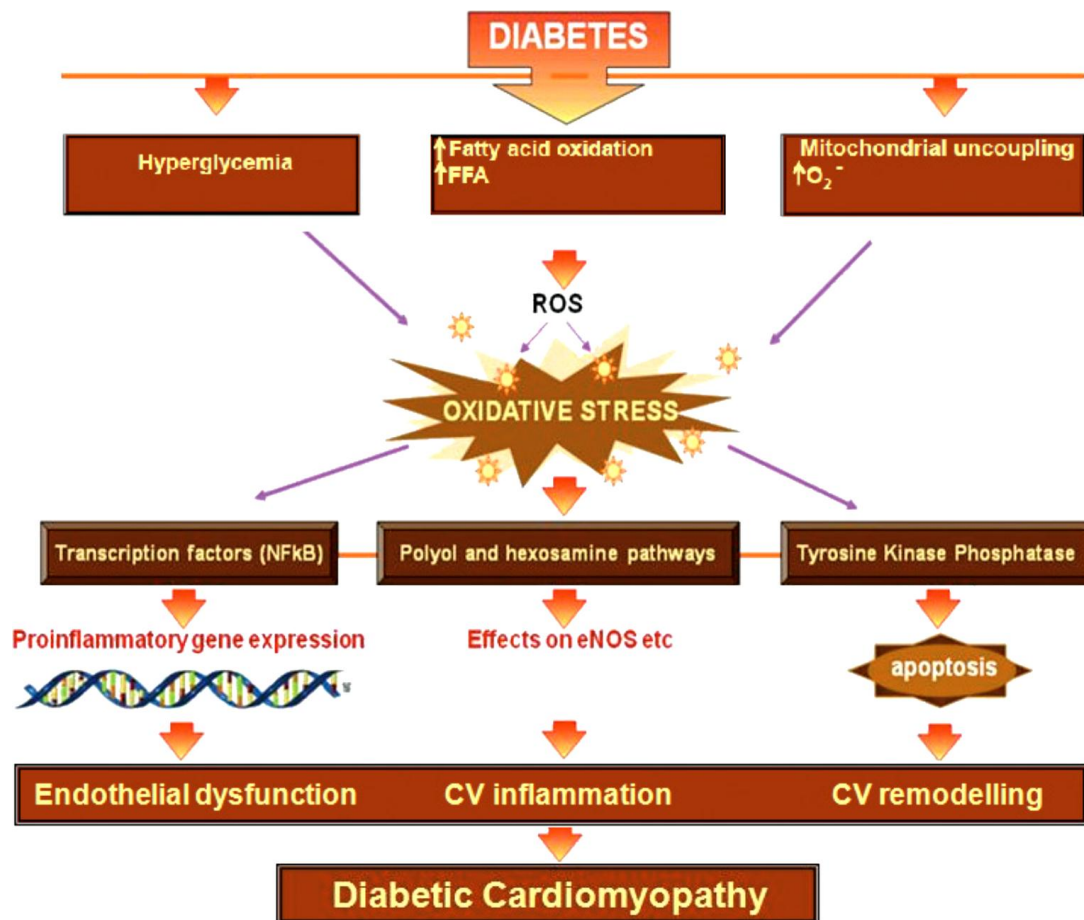 DIABETES
Hyperglycemia
↑Fatty acid oxidation
↑FFA
Mitochondrial uncoupling
↑O₂⁻
ROS
OXIDATIVE STRESS
Transcription factors (NFkB)
Polyol and hexosamine pathways
Tyrosine Kinase Phosphatase
Proinflammatory gene expression
Effects on eNOS etc
apoptosis
Endothelial dysfunction
CV inflammation
CV remodelling
Diabetic Cardiomyopathy